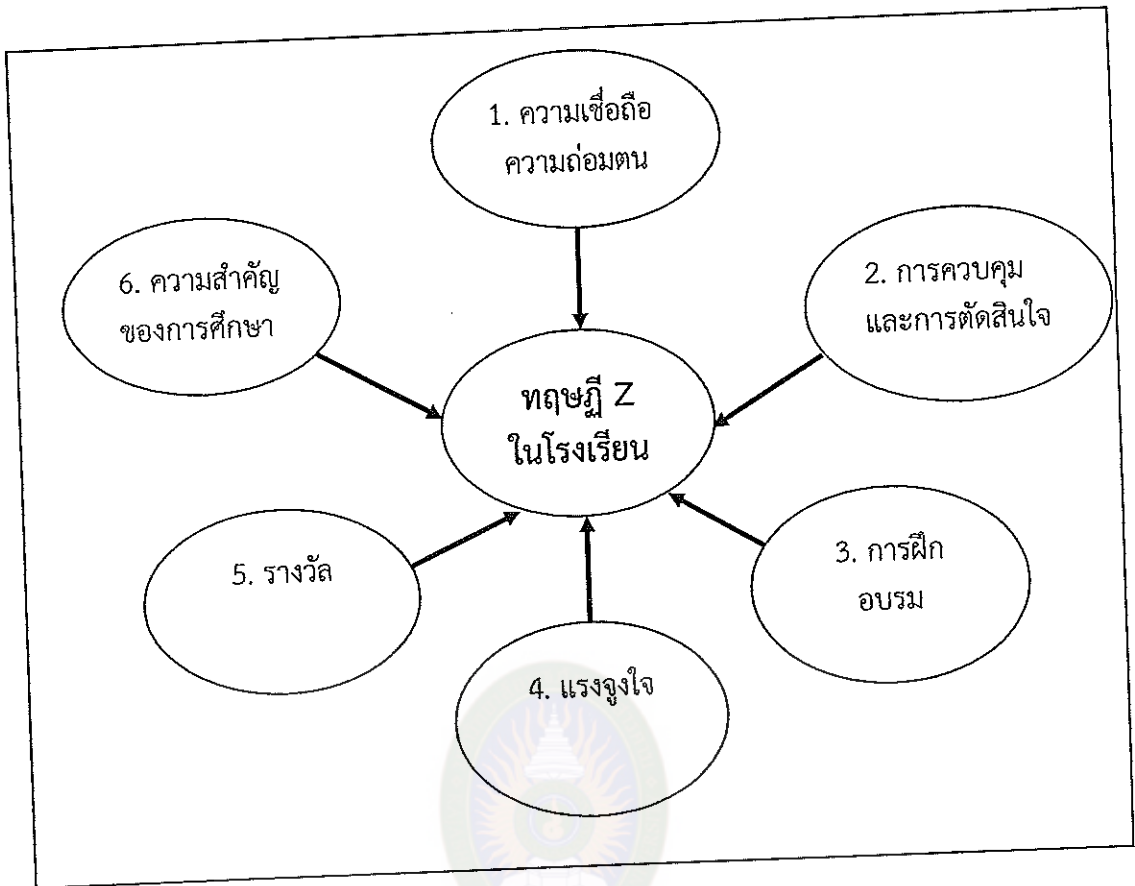 1. ความเชื่อถือ
ความถ่อมตน
2. การควบคุม
และการตัดสินใจ
3. การฝึก
อบรม
4. แรงจูงใจ
5. รางวัล
6. ความสำคัญ
ของการศึกษา
ทฤษฎี Z
ในโรงเรียน